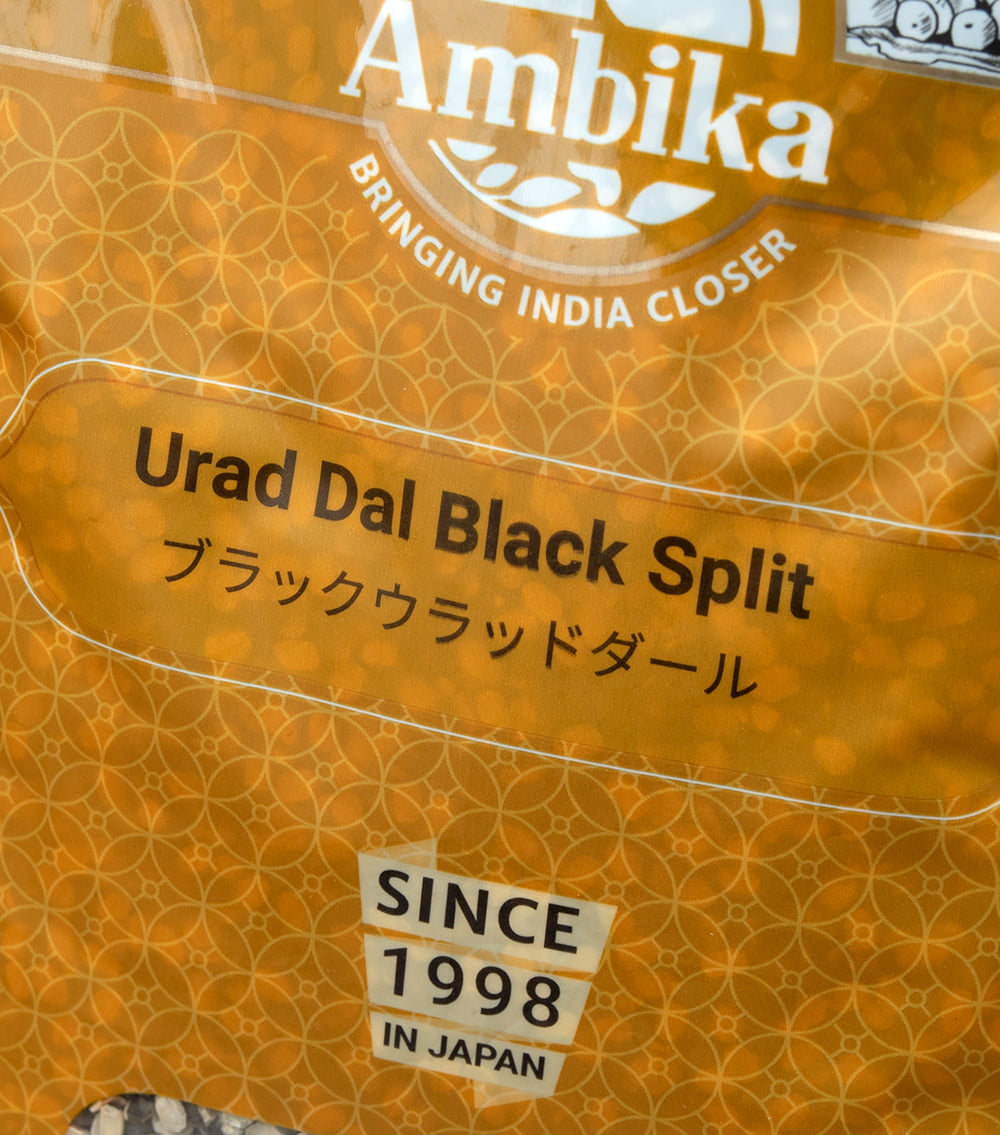 Ambika
BRINGING INDIA CLOSER
Urad Dal Black Split
ブラックウラッドダール
SINCE
1998
IN JAPAN